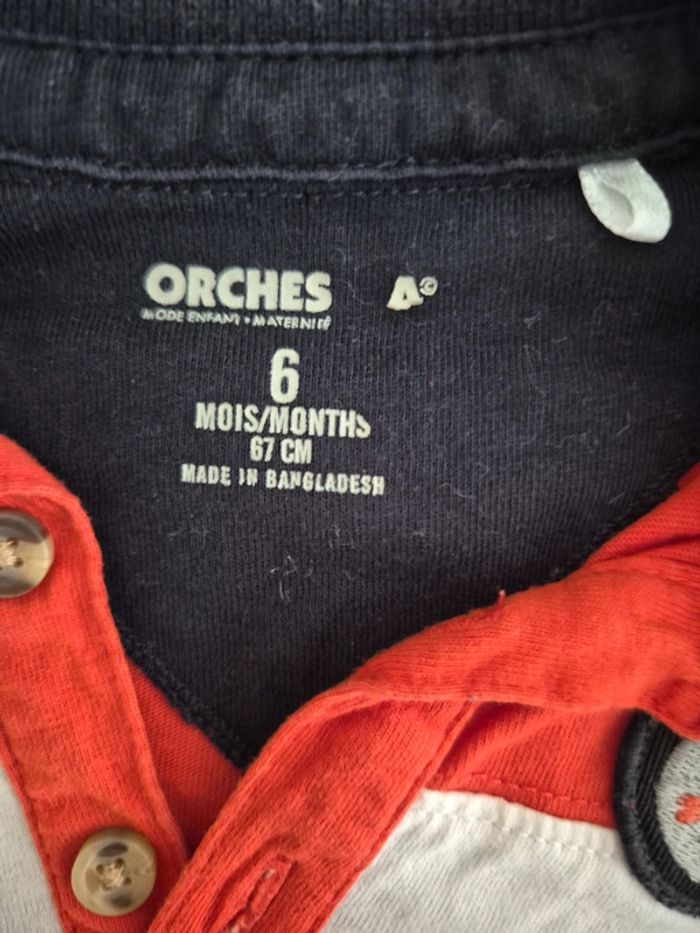 ORCHES A©
MODE ENFANT • MATERNITÉ
6
MOIS/MONTHS
67 CM
MADE IN BANGLADESH